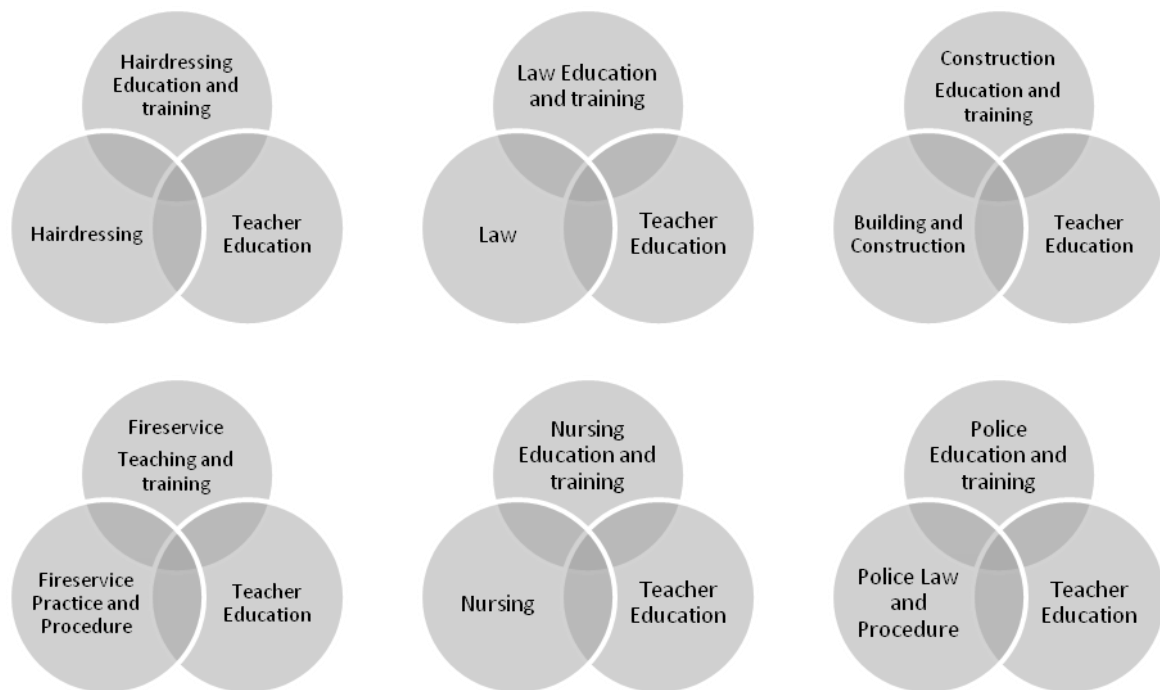 Hairdressing
Education and
training
Hairdressing
Teacher
Education
Law Education
and training
Law
Teacher
Education
Construction
Education and
training
Building and
Construction
Teacher
Education
Fireservice
Teaching and
training
Fireservice
Practice and
Procedure
Teacher
Education
Nursing
Education and
training
Nursing
Teacher
Education
Police
Education and
training
Police Law
and
Procedure
Teacher
Education